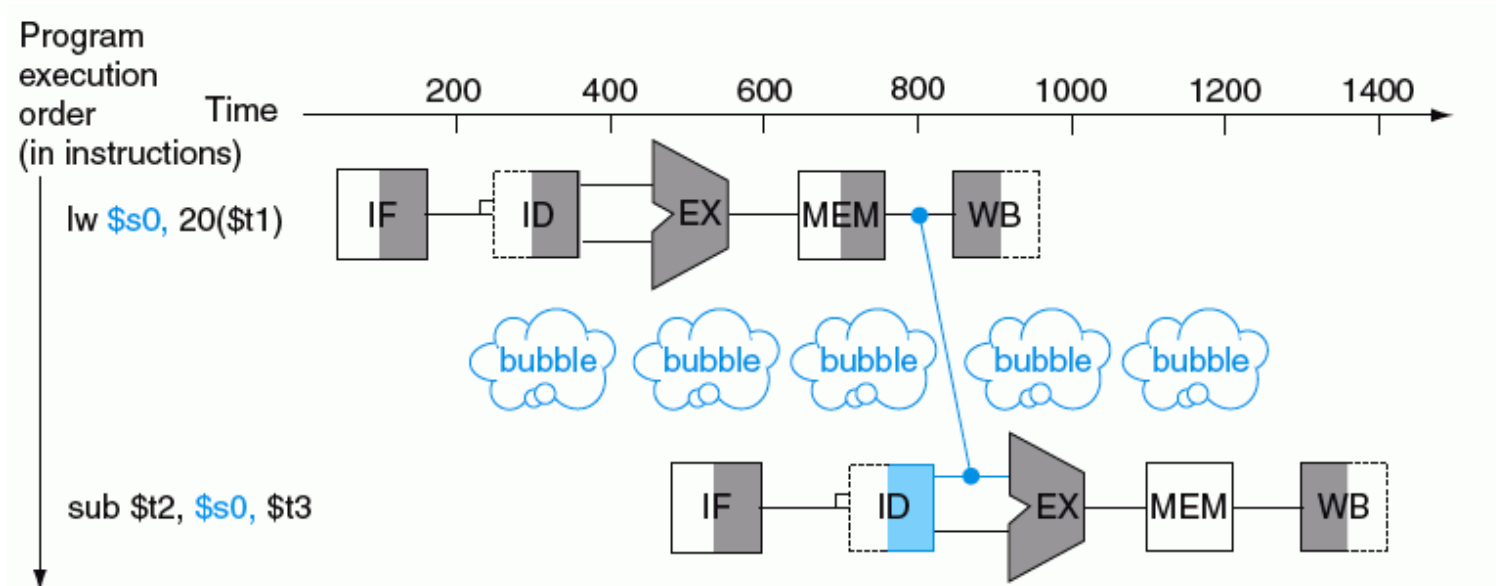 Program
execution
order
(in instructions)
Time
200 400 600 800 1000 1200 1400
lw $s0, 20($t1)
IF ID EX MEM WB
bubble bubble bubble bubble bubble
sub $t2, $s0, $t3
IF ID EX MEM WB